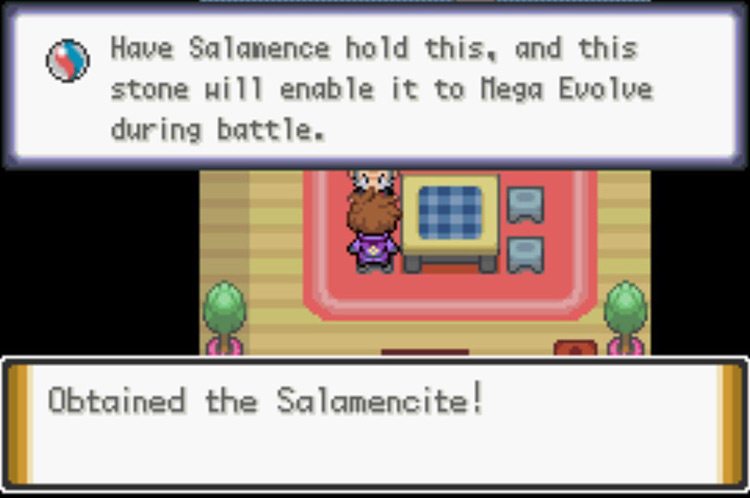 Have Salamence hold this, and this
stone will enable it to Mega Evolve
during battle.
Obtained the Salamencite!